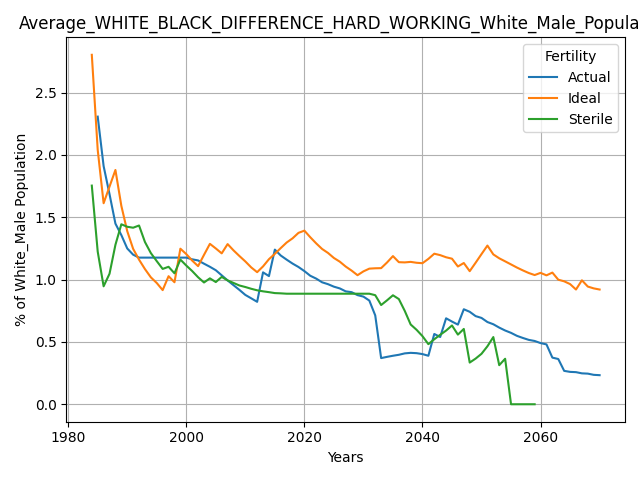 Average_WHITE_BLACK_DIFFERENCE_HARD_WORKING_White_Male_Popula
Fertility
Actual
Ideal
Sterile
% of White_Male Population
2.5
2.0
1.5
1.0
0.5
0.0
1980 2000 2020 2040 2060
Years